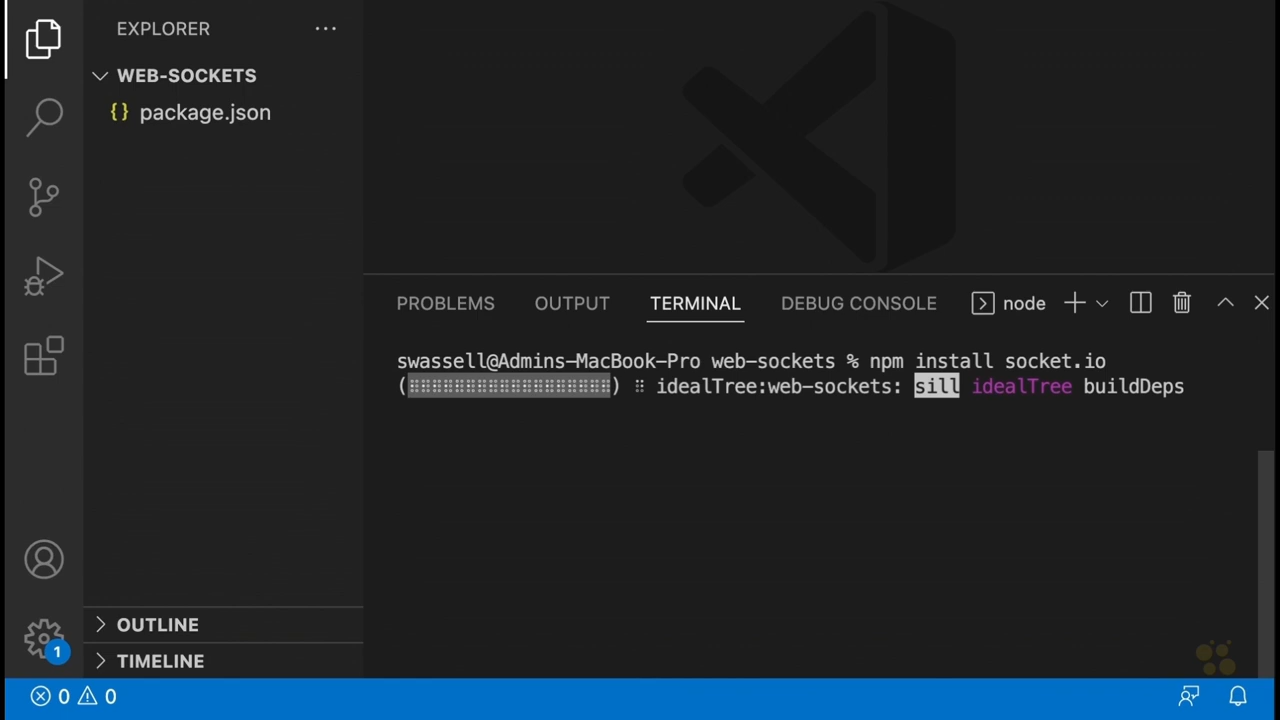 EXPLORER
WEB-SOCKETS
{} package.json
PROBLEMS OUTPUT TERMINAL DEBUG CONSOLE node
swassell@Admins-MacBook-Pro web-sockets % npm install socket.io
(⠿⠿⠿⠿⠿⠿⠿⠿⠿⠿⠿⠿⠿⠿⠿⠿⠿⠿) ⠿ idealTree:web-sockets: sill idealTree buildDeps
OUTLINE
1
TIMELINE
0 0